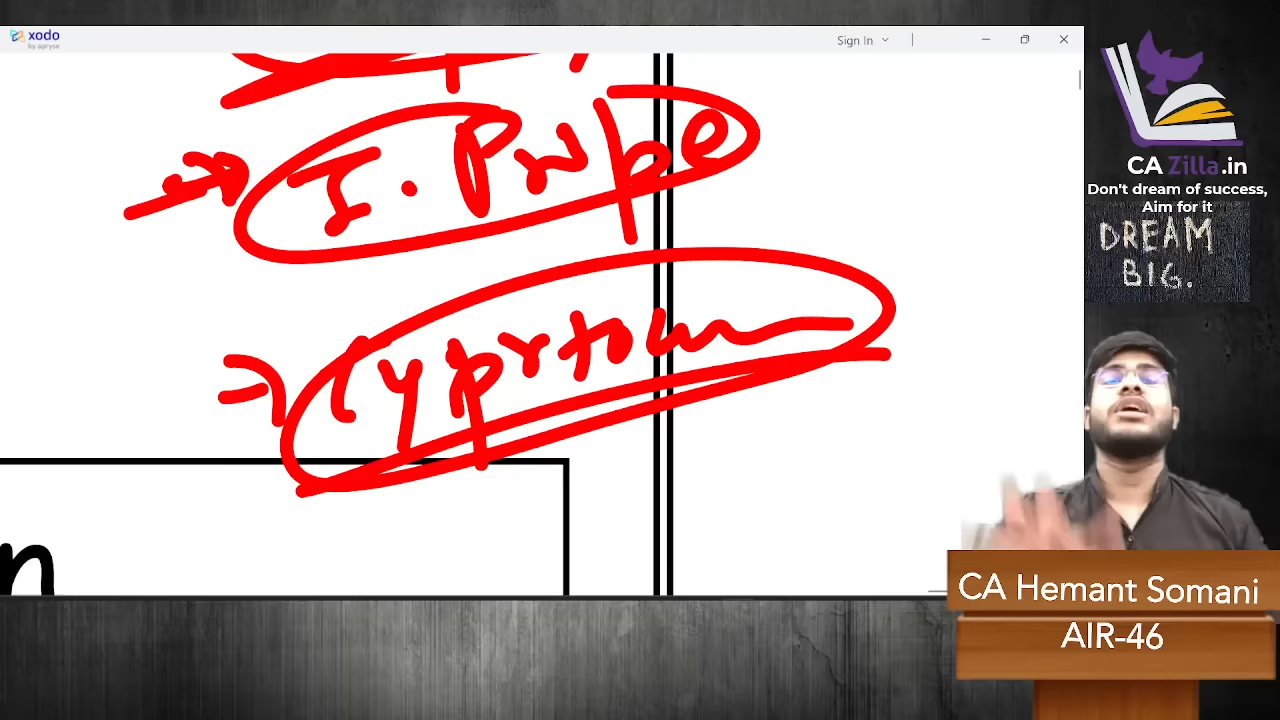 xodo
by apryse
Sign In
I. Prope
CA Zilla.in
Don't dream of success,
Aim for it
DREAM
BIG.
n
CA Hemant Somani
AIR-46